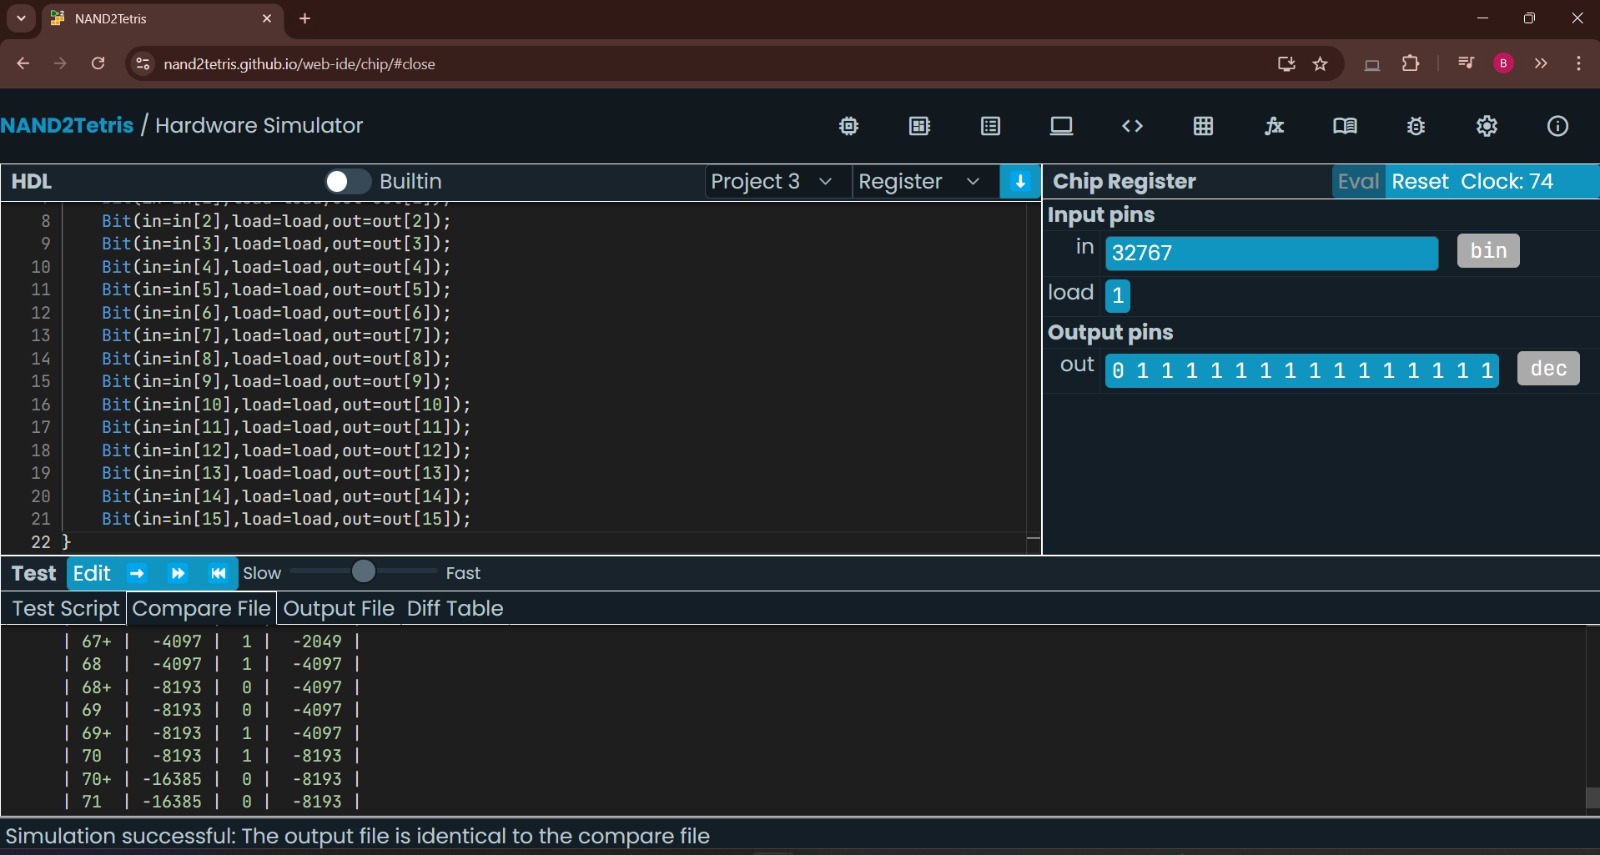 NAND2Tetris
nand2tetris.github.io/web-ide/chip/#close
B
NAND2Tetris / Hardware Simulator
HDL
Builtin
Project 3
Register
Chip Register
Eval Reset Clock: 74
8 Bit(in=in[2],load=load,out=out[2]);
9 Bit(in=in[3],load=load,out=out[3]);
10 Bit(in=in[4],load=load,out=out[4]);
11 Bit(in=in[5],load=load,out=out[5]);
12 Bit(in=in[6],load=load,out=out[6]);
13 Bit(in=in[7],load=load,out=out[7]);
14 Bit(in=in[8],load=load,out=out[8]);
15 Bit(in=in[9],load=load,out=out[9]);
16 Bit(in=in[10],load=load,out=out[10]);
17 Bit(in=in[11],load=load,out=out[11]);
18 Bit(in=in[12],load=load,out=out[12]);
19 Bit(in=in[13],load=load,out=out[13]);
20 Bit(in=in[14],load=load,out=out[14]);
21 Bit(in=in[15],load=load,out=out[15]);
22 }
Input pins
in 32767 bin
load 1
Output pins
out 0 1 1 1 1 1 1 1 1 1 1 1 1 1 1 1 dec
Test Edit Slow Fast
Test Script Compare File Output File Diff Table
| 67+ | -4097 | 1 | -2049 |
| 68 | -4097 | 1 | -4097 |
| 68+ | -8193 | 0 | -4097 |
| 69 | -8193 | 0 | -4097 |
| 69+ | -8193 | 1 | -4097 |
| 70 | -8193 | 1 | -8193 |
| 70+ | -16385 | 0 | -8193 |
| 71 | -16385 | 0 | -8193 |
Simulation successful: The output file is identical to the compare file